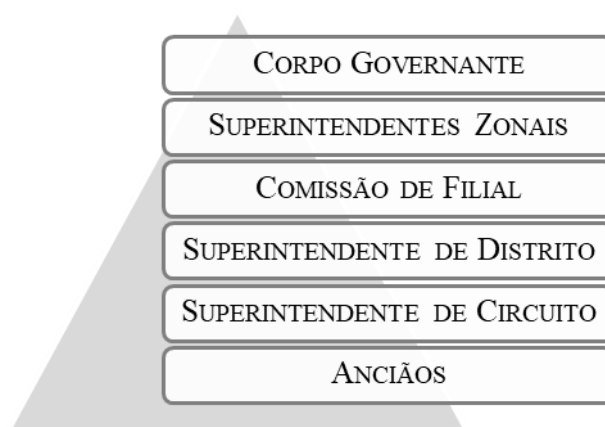 CORPO GOVERNANTE
SUPERINTENDENTES ZONAIS
COMISSÃO DE FILIAL
SUPERINTENDENTE DE DISTRITO
SUPERINTENDENTE DE CIRCUITO
ANCIÃOS